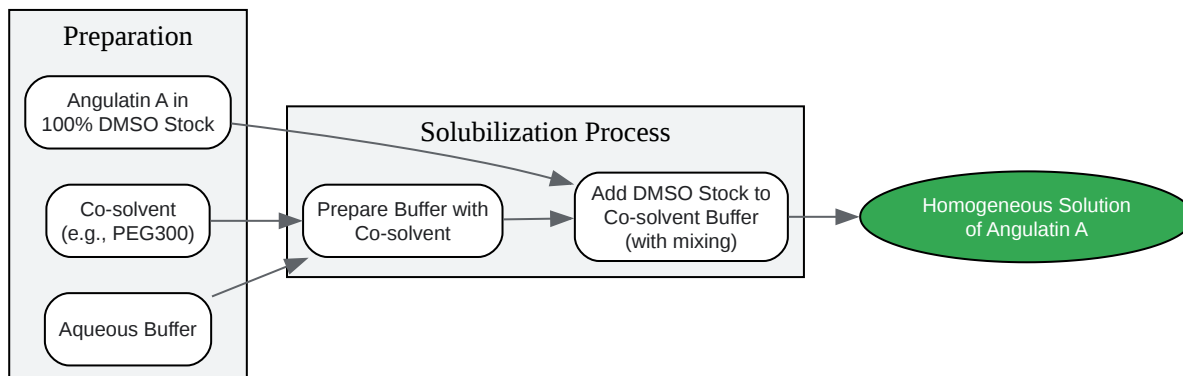 Preparation
Angulatin A in
100% DMSO Stock
Co-solvent
(e.g., PEG300)
Aqueous Buffer
Solubilization Process
Prepare Buffer with
Co-solvent
Add DMSO Stock to
Co-solvent Buffer
(with mixing)
Homogeneous Solution
of Angulatin A